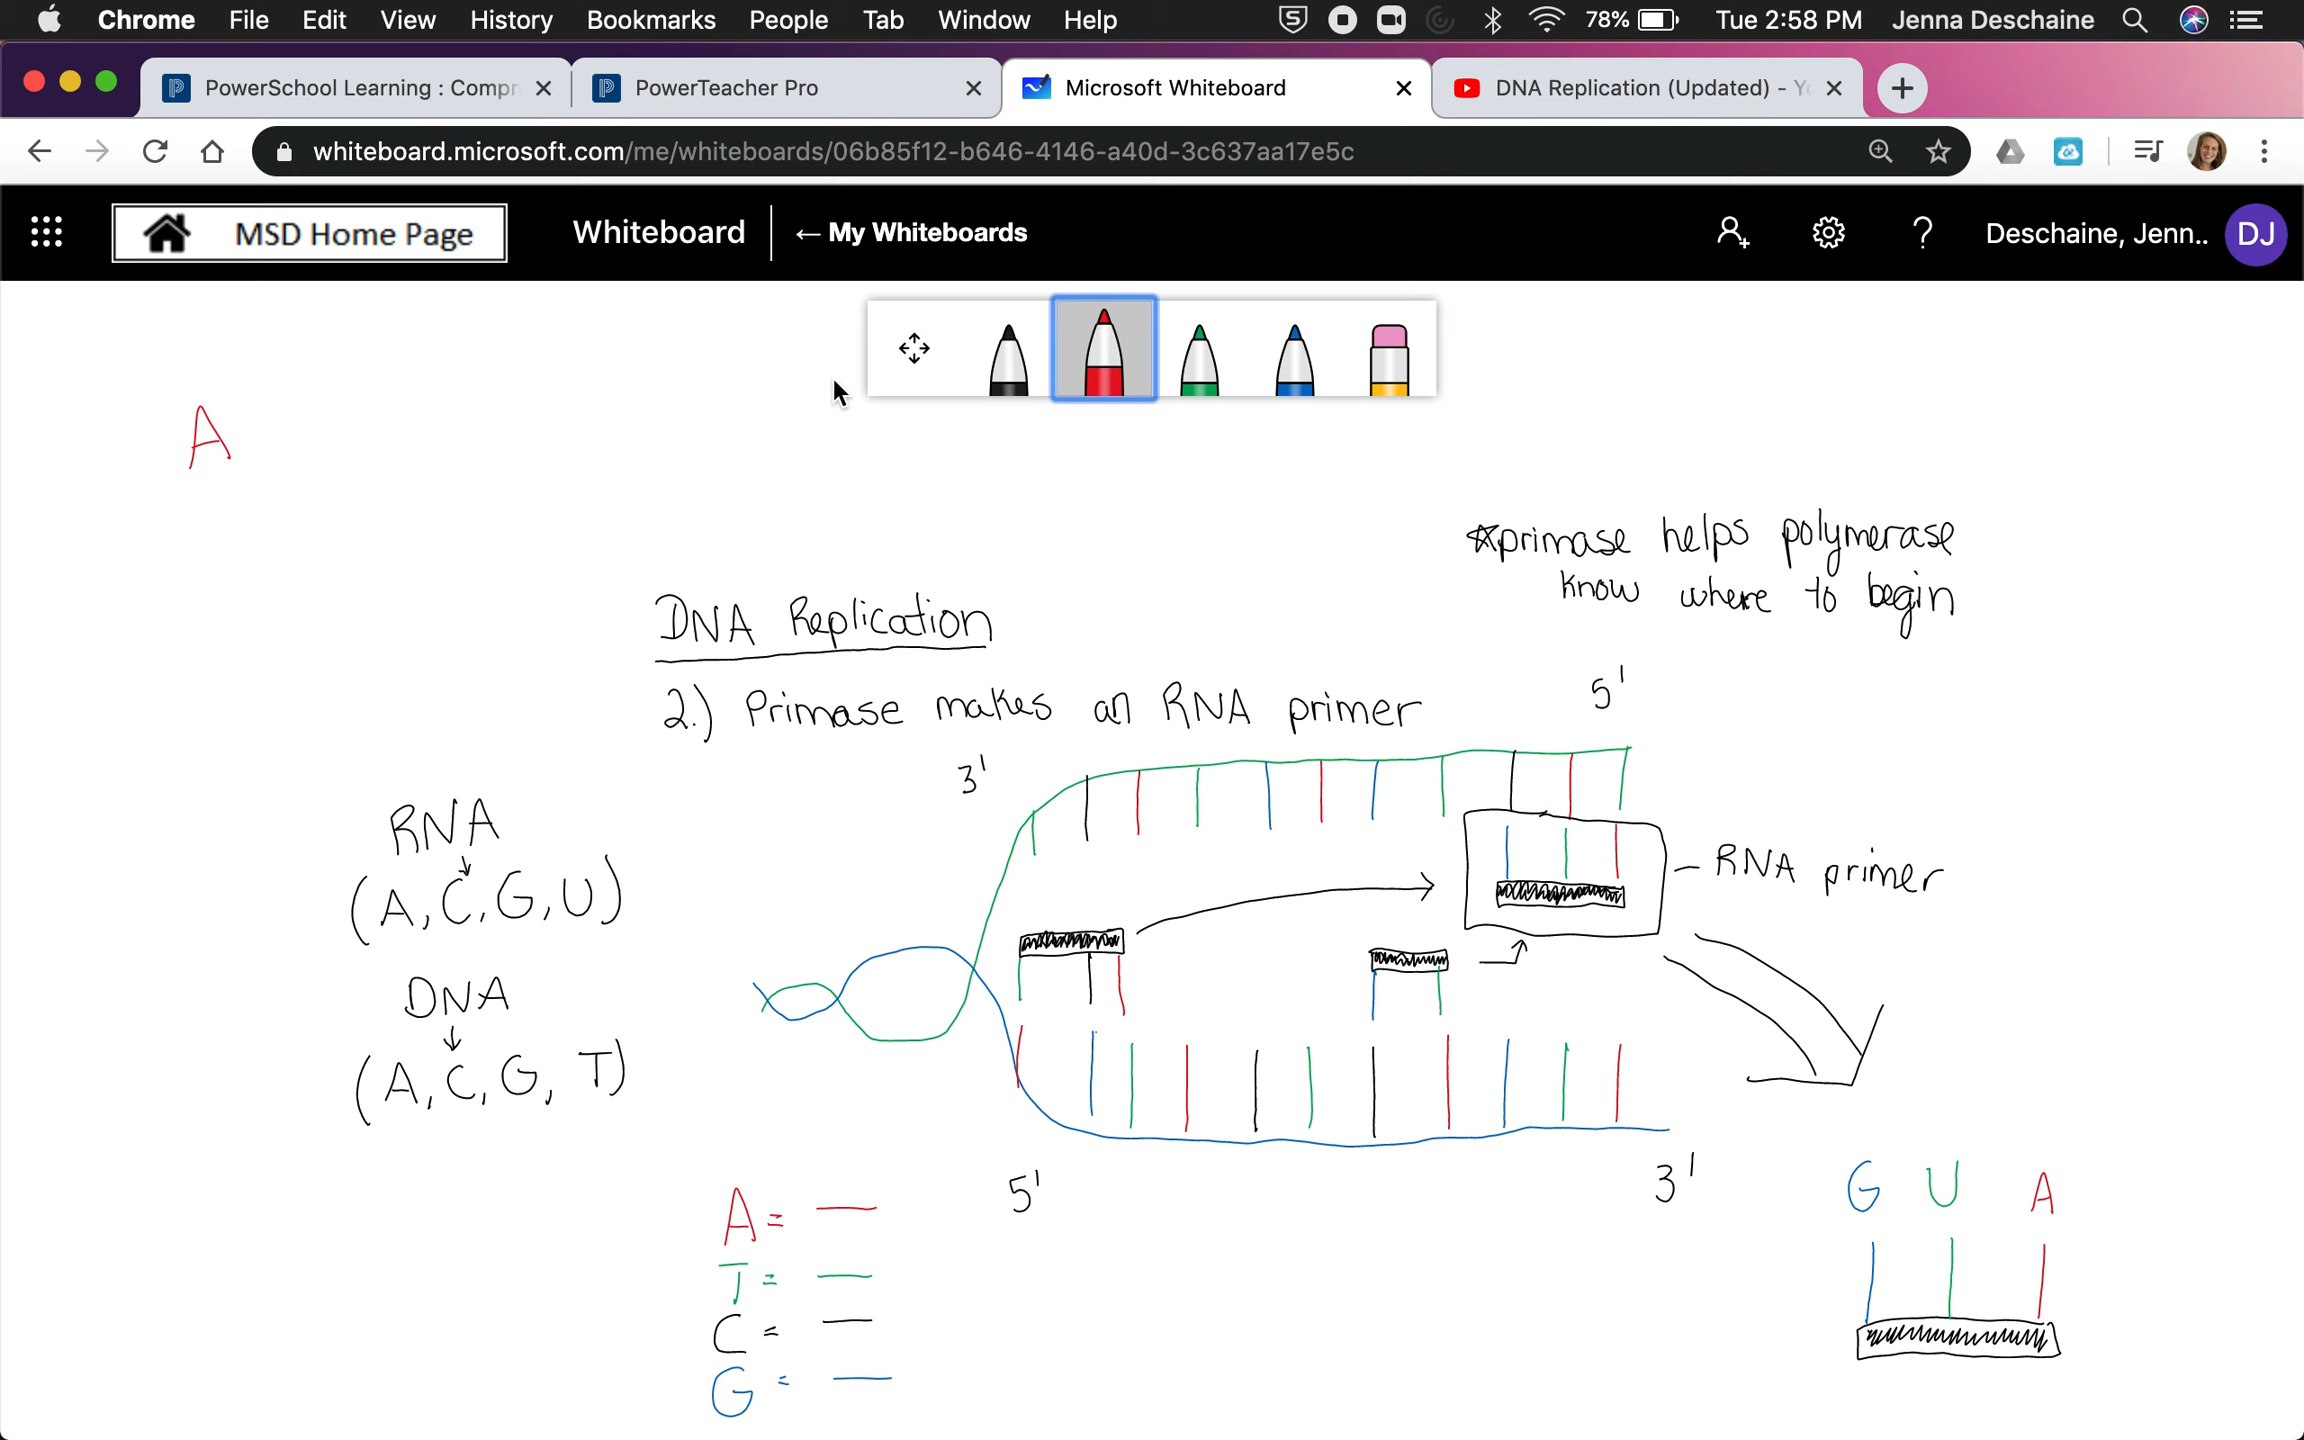 Chrome File Edit View History Bookmarks People Tab Window Help 78% Tue 2:58 PM Jenna Deschaine
PowerSchool Learning : Compr PowerTeacher Pro Microsoft Whiteboard DNA Replication (Updated) - Yo
whiteboard.microsoft.com/me/whiteboards/06b85f12-b646-4146-a40d-3c637aa17e5c
MSD Home Page Whiteboard ← My Whiteboards ? Deschaine, Jenn.. DJ
A
*primase helps polymerase
know where to begin
DNA Replication
2.) Primase makes an RNA primer
5'
3'
RNA
(A, C, G, U)
- RNA primer
DNA
(A, C, G, T)
5'
3'
G U A
A =
T =
C =
G =